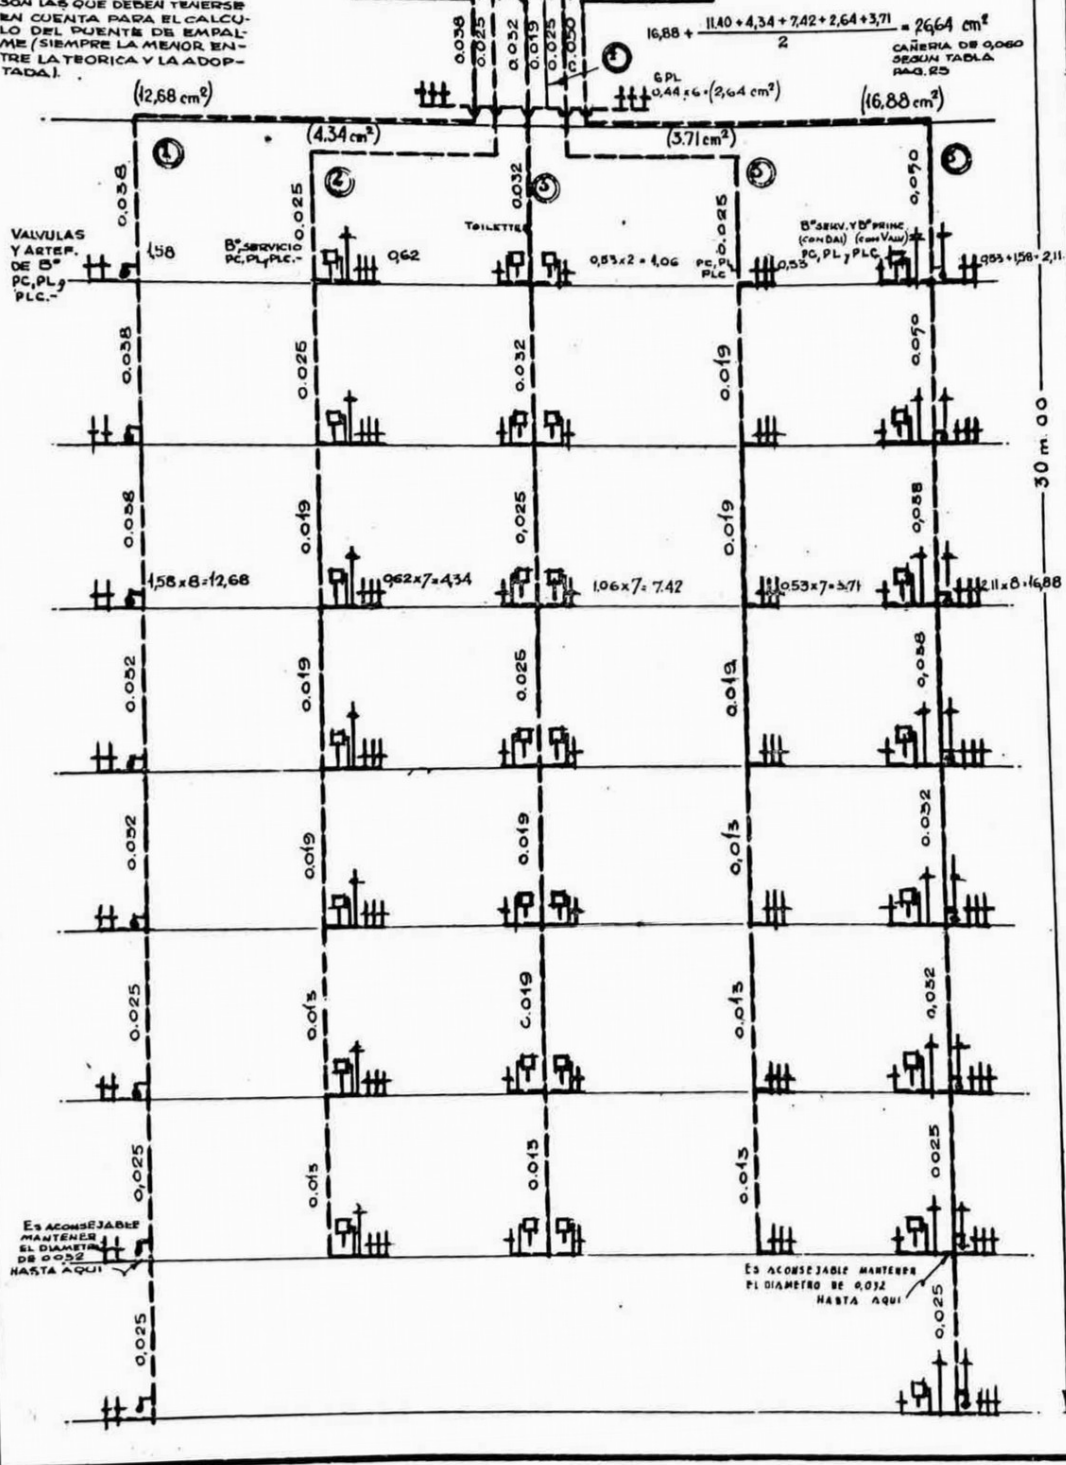 SON LAS QUE DEBEN TENERSE
EN CUENTA PARA EL CALCU-
LO DEL PUENTE DE EMPAL-
ME (SIEMPRE LA MENOR EN-
TRE LA TEORICA Y LA ADOP-
TADA).
0.038
0.025
0.032
0.019
0.025
0.050
16,88 + 11.40 + 4,34 + 7,42 + 2,64 + 3,71 / 2 = 26,64 cm²
CAÑERIA DE 0,060
SEGUN TABLA
PAG. 25
6 PL
0,44 x 6 = (2,64 cm²)
(12,68 cm²)
(16,88 cm²)
(4.34 cm²)
(3.71 cm²)
1
2
3
0.038
0.025
0.032
0.025
0,050
VALVULAS
Y ARTEF.
DE Bº
PC, PL y
PLC.-
1,58
Bº SERVICIO
PC, PL y PLC.-
0,62
TOILETTES
0,53 x 2 = 1,06
PC, PL
PLC
0,53
Bº SERV. Y Bº PRINC.
(CON DAI) (CON VALV)
PC, PL y PLC
0,53 + 1,58 = 2,11
0.038
0.025
0.032
0.019
0.050
30 m. 00
0.038
0.019
0,025
0.019
0,038
1,58 x 8 = 12,68
0,62 x 7 = 4,34
1.06 x 7 = 7.42
0.53 x 7 = 3,71
2,11 x 8 = 16,88
0.032
0.019
0.025
0.019
0,038
0.032
0.019
0.019
0,013
0.032
0.025
0.013
0.019
0.013
0,032
0,025
0.013
0.013
0.013
0.025
ES ACONSEJABLE
MANTENER
EL DIAMETRO
DE 0.032
HASTA AQUI
ES ACONSEJABLE MANTENER
EL DIAMETRO DE 0,032
HASTA AQUI
0,025
0,025